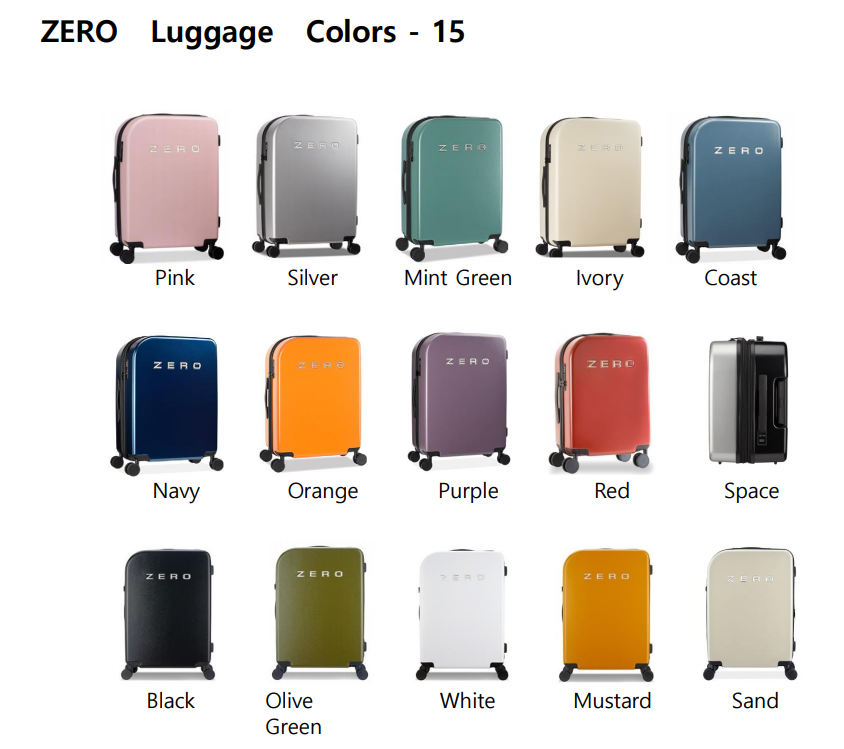 ZERO Luggage Colors - 15
ZERO ZERO ZERO ZERO ZERO
Pink Silver Mint Green Ivory Coast
ZERO ZERO ZERO ZERO
Navy Orange Purple Red Space
ZERO ZERO ZERO ZERO ZERO
Black Olive Green White Mustard Sand